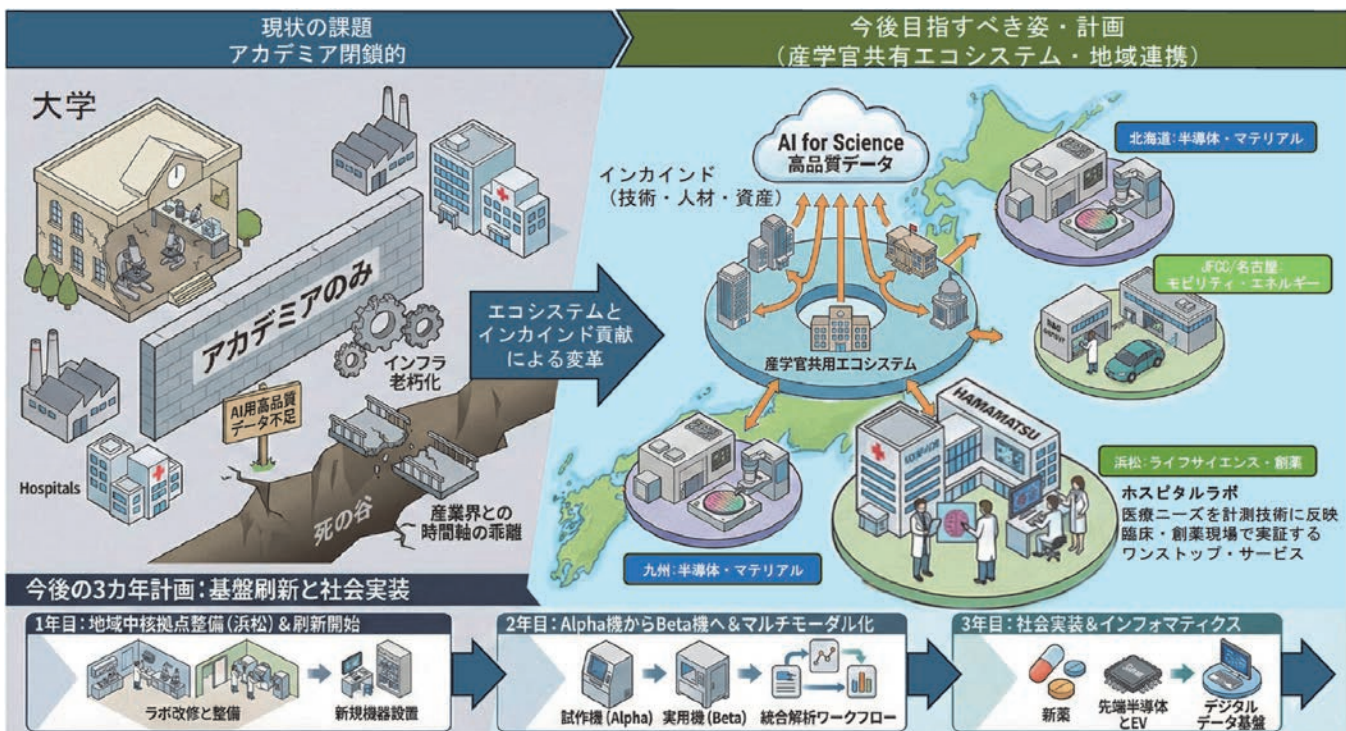 現状の課題
アカデミア閉鎖的
今後目指すべき姿・計画
(産学官共有エコシステム・地域連携)
大学
アカデミアのみ
インフラ
老朽化
AI用高品質
データ不足
Hospitals
死の谷
産業界との
時間軸の乖離
エコシステムと
インカインド貢献
による変革
AI for Science
高品質データ
インカインド
(技術・人材・資産)
産学官共用エコシステム
北海道:半導体・マテリアル
JFCC/名古屋:
モビリティ・エネルギー
HAMAMATSU
浜松:ライフサイエンス・創薬
ホスピタルラボ
医療ニーズを計測技術に反映
臨床・創薬現場で実証する
ワンストップ・サービス
九州:半導体・マテリアル
今後の3カ年計画:基盤刷新と社会実装
1年目:地域中核拠点整備(浜松)&刷新開始
ラボ改修と整備
新規機器設置
2年目:Alpha機からBeta機へ&マルチモーダル化
試作機(Alpha)
実用機(Beta)
統合解析ワークフロー
3年目:社会実装&インフォマティクス
新薬
先端半導体
とEV
デジタル
データ基盤